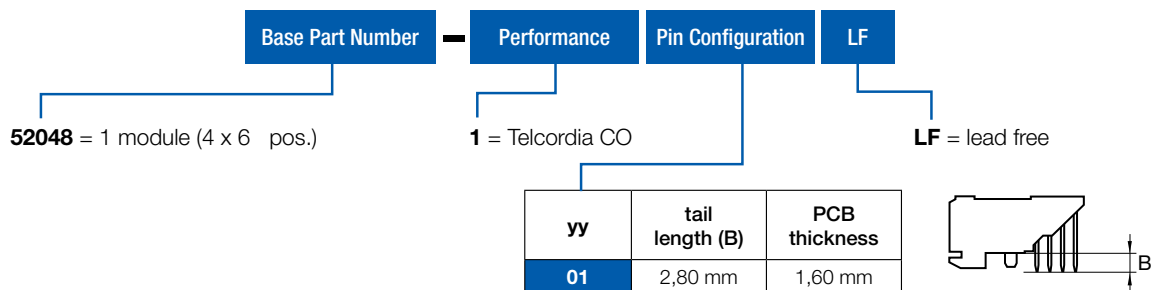 Base Part Number – Performance Pin Configuration LF
52048 = 1 module (4 x 6 pos.) 1 = Telcordia CO LF = lead free
yy tail length (B) PCB thickness
01 2,80 mm 1,60 mm
B